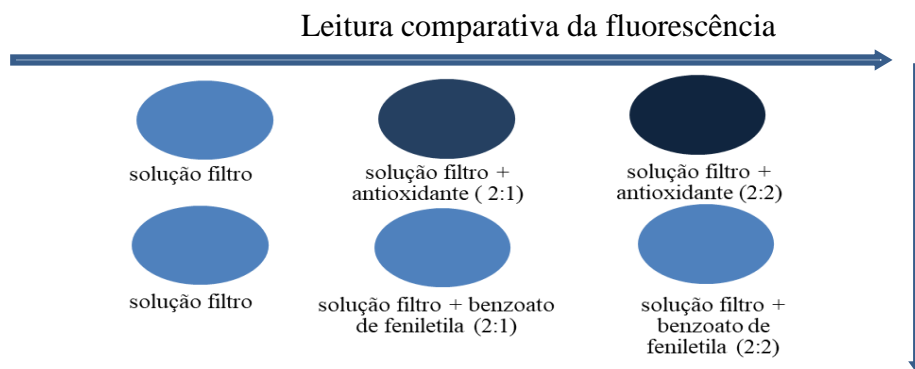 Leitura comparativa da fluorescência
solução filtro
solução filtro +
antioxidante ( 2:1)
solução filtro +
antioxidante (2:2)
solução filtro
solução filtro + benzoato
de feniletila (2:1)
solução filtro +
benzoato de
feniletila (2:2)